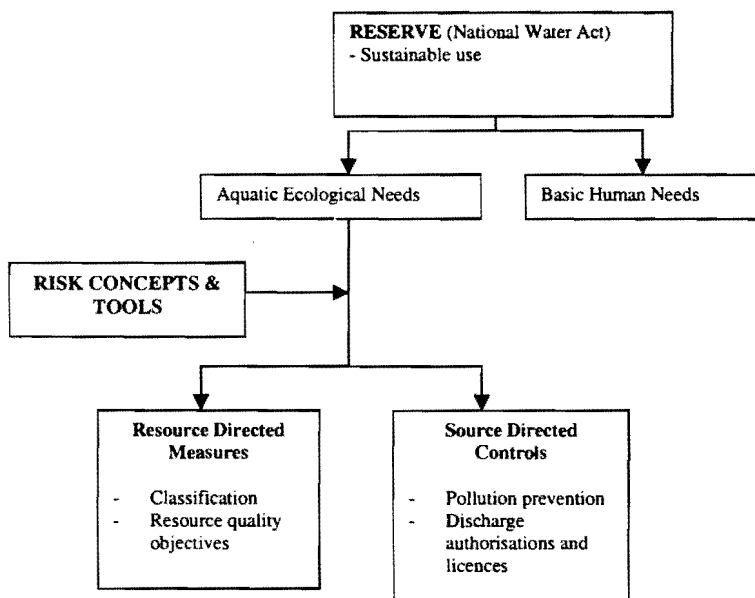 RESERVE (National Water Act)
- Sustainable use
Aquatic Ecological Needs
Basic Human Needs
RISK CONCEPTS &
TOOLS
Resource Directed
Measures
- Classification
- Resource quality
objectives
Source Directed
Controls
- Pollution prevention
- Discharge
authorisations and
licences